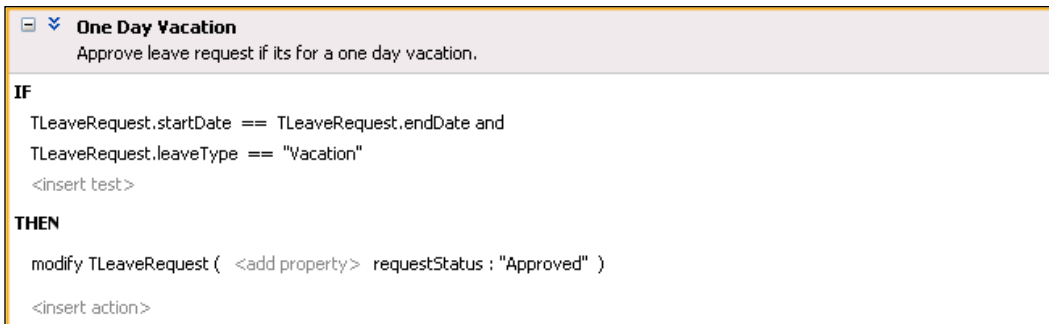 One Day Vacation
Approve leave request if its for a one day vacation.
IF
TLeaveRequest.startDate == TLeaveRequest.endDate and
TLeaveRequest.leaveType == "Vacation"
<insert test>
THEN
modify TLeaveRequest ( <add property> requestStatus : "Approved" )
<insert action>